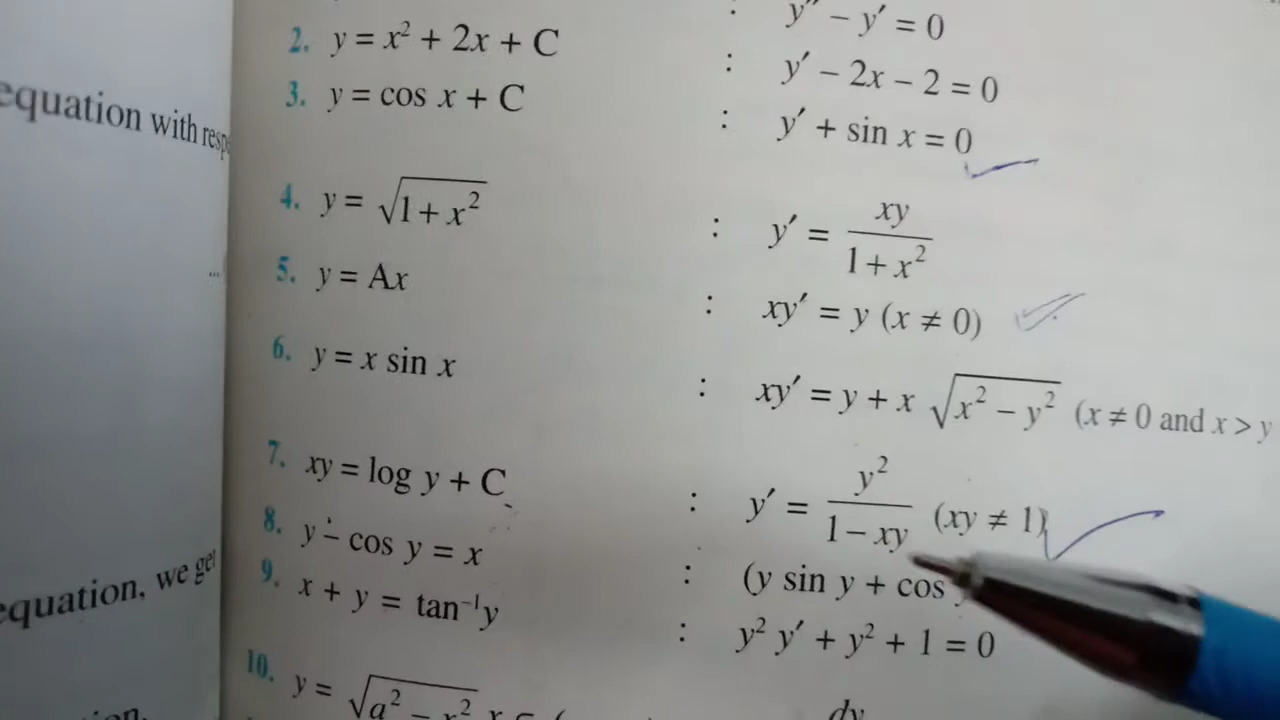 y″ − y′ = 0
2. y = x² + 2x + C : y′ − 2x − 2 = 0
3. y = cos x + C : y′ + sin x = 0
equation with resp
4. y = √(1 + x²) : y′ = xy / (1 + x²)
...
5. y = Ax : xy′ = y (x ≠ 0)
6. y = x sin x : xy′ = y + x √(x² − y²) (x ≠ 0 and x > y
7. xy = log y + C : y′ = y² / (1 − xy) (xy ≠ 1)
8. y − cos y = x : (y sin y + cos
equation, we get
9. x + y = tan⁻¹y : y² y′ + y² + 1 = 0
10. y = √(a² − x²) x ∈ ( dy